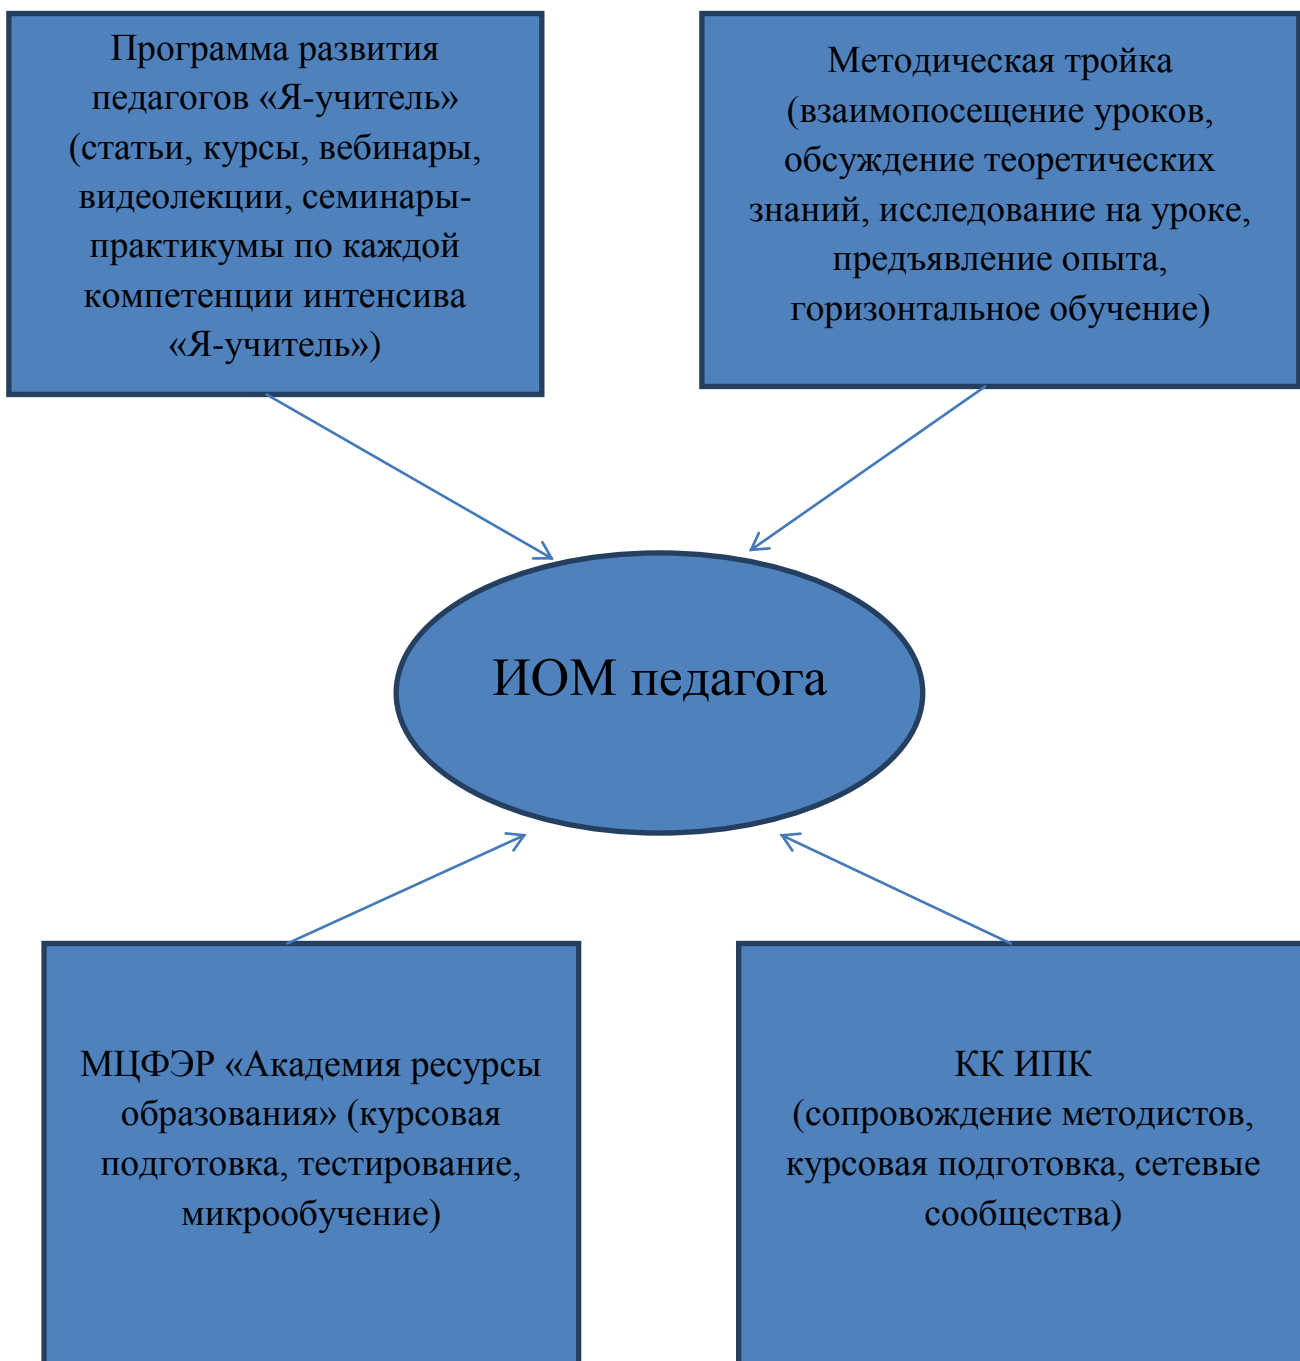 Программа развития
педагогов «Я-учитель»
(статьи, курсы, вебинары,
видеолекции, семинары-
практикумы по каждой
компетенции интенсива
«Я-учитель»)
Методическая тройка
(взаимопосещение уроков,
обсуждение теоретических
знаний, исследование на уроке,
предъявление опыта,
горизонтальное обучение)
ИОМ педагога
МЦФЭР «Академия ресурсы
образования» (курсовая
подготовка, тестирование,
микрообучение)
КК ИПК
(сопровождение методистов,
курсовая подготовка, сетевые
сообщества)